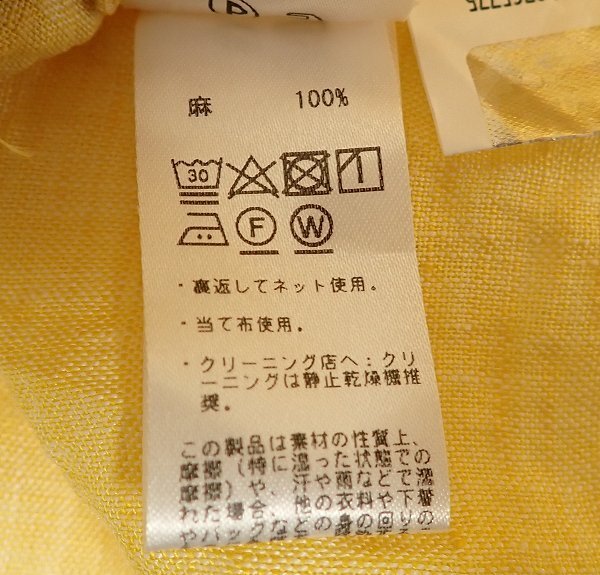 P
麻 100%
30
F W
・裏返してネット使用。
・当て布使用。
・クリーニング店へ:クリ
ーニングは静止乾燥機推
奨。
この製品は素材の性質上、
摩擦(特に湿った状態での
摩擦)や、汗や雨などで濡
れた場合、他の衣料や下着